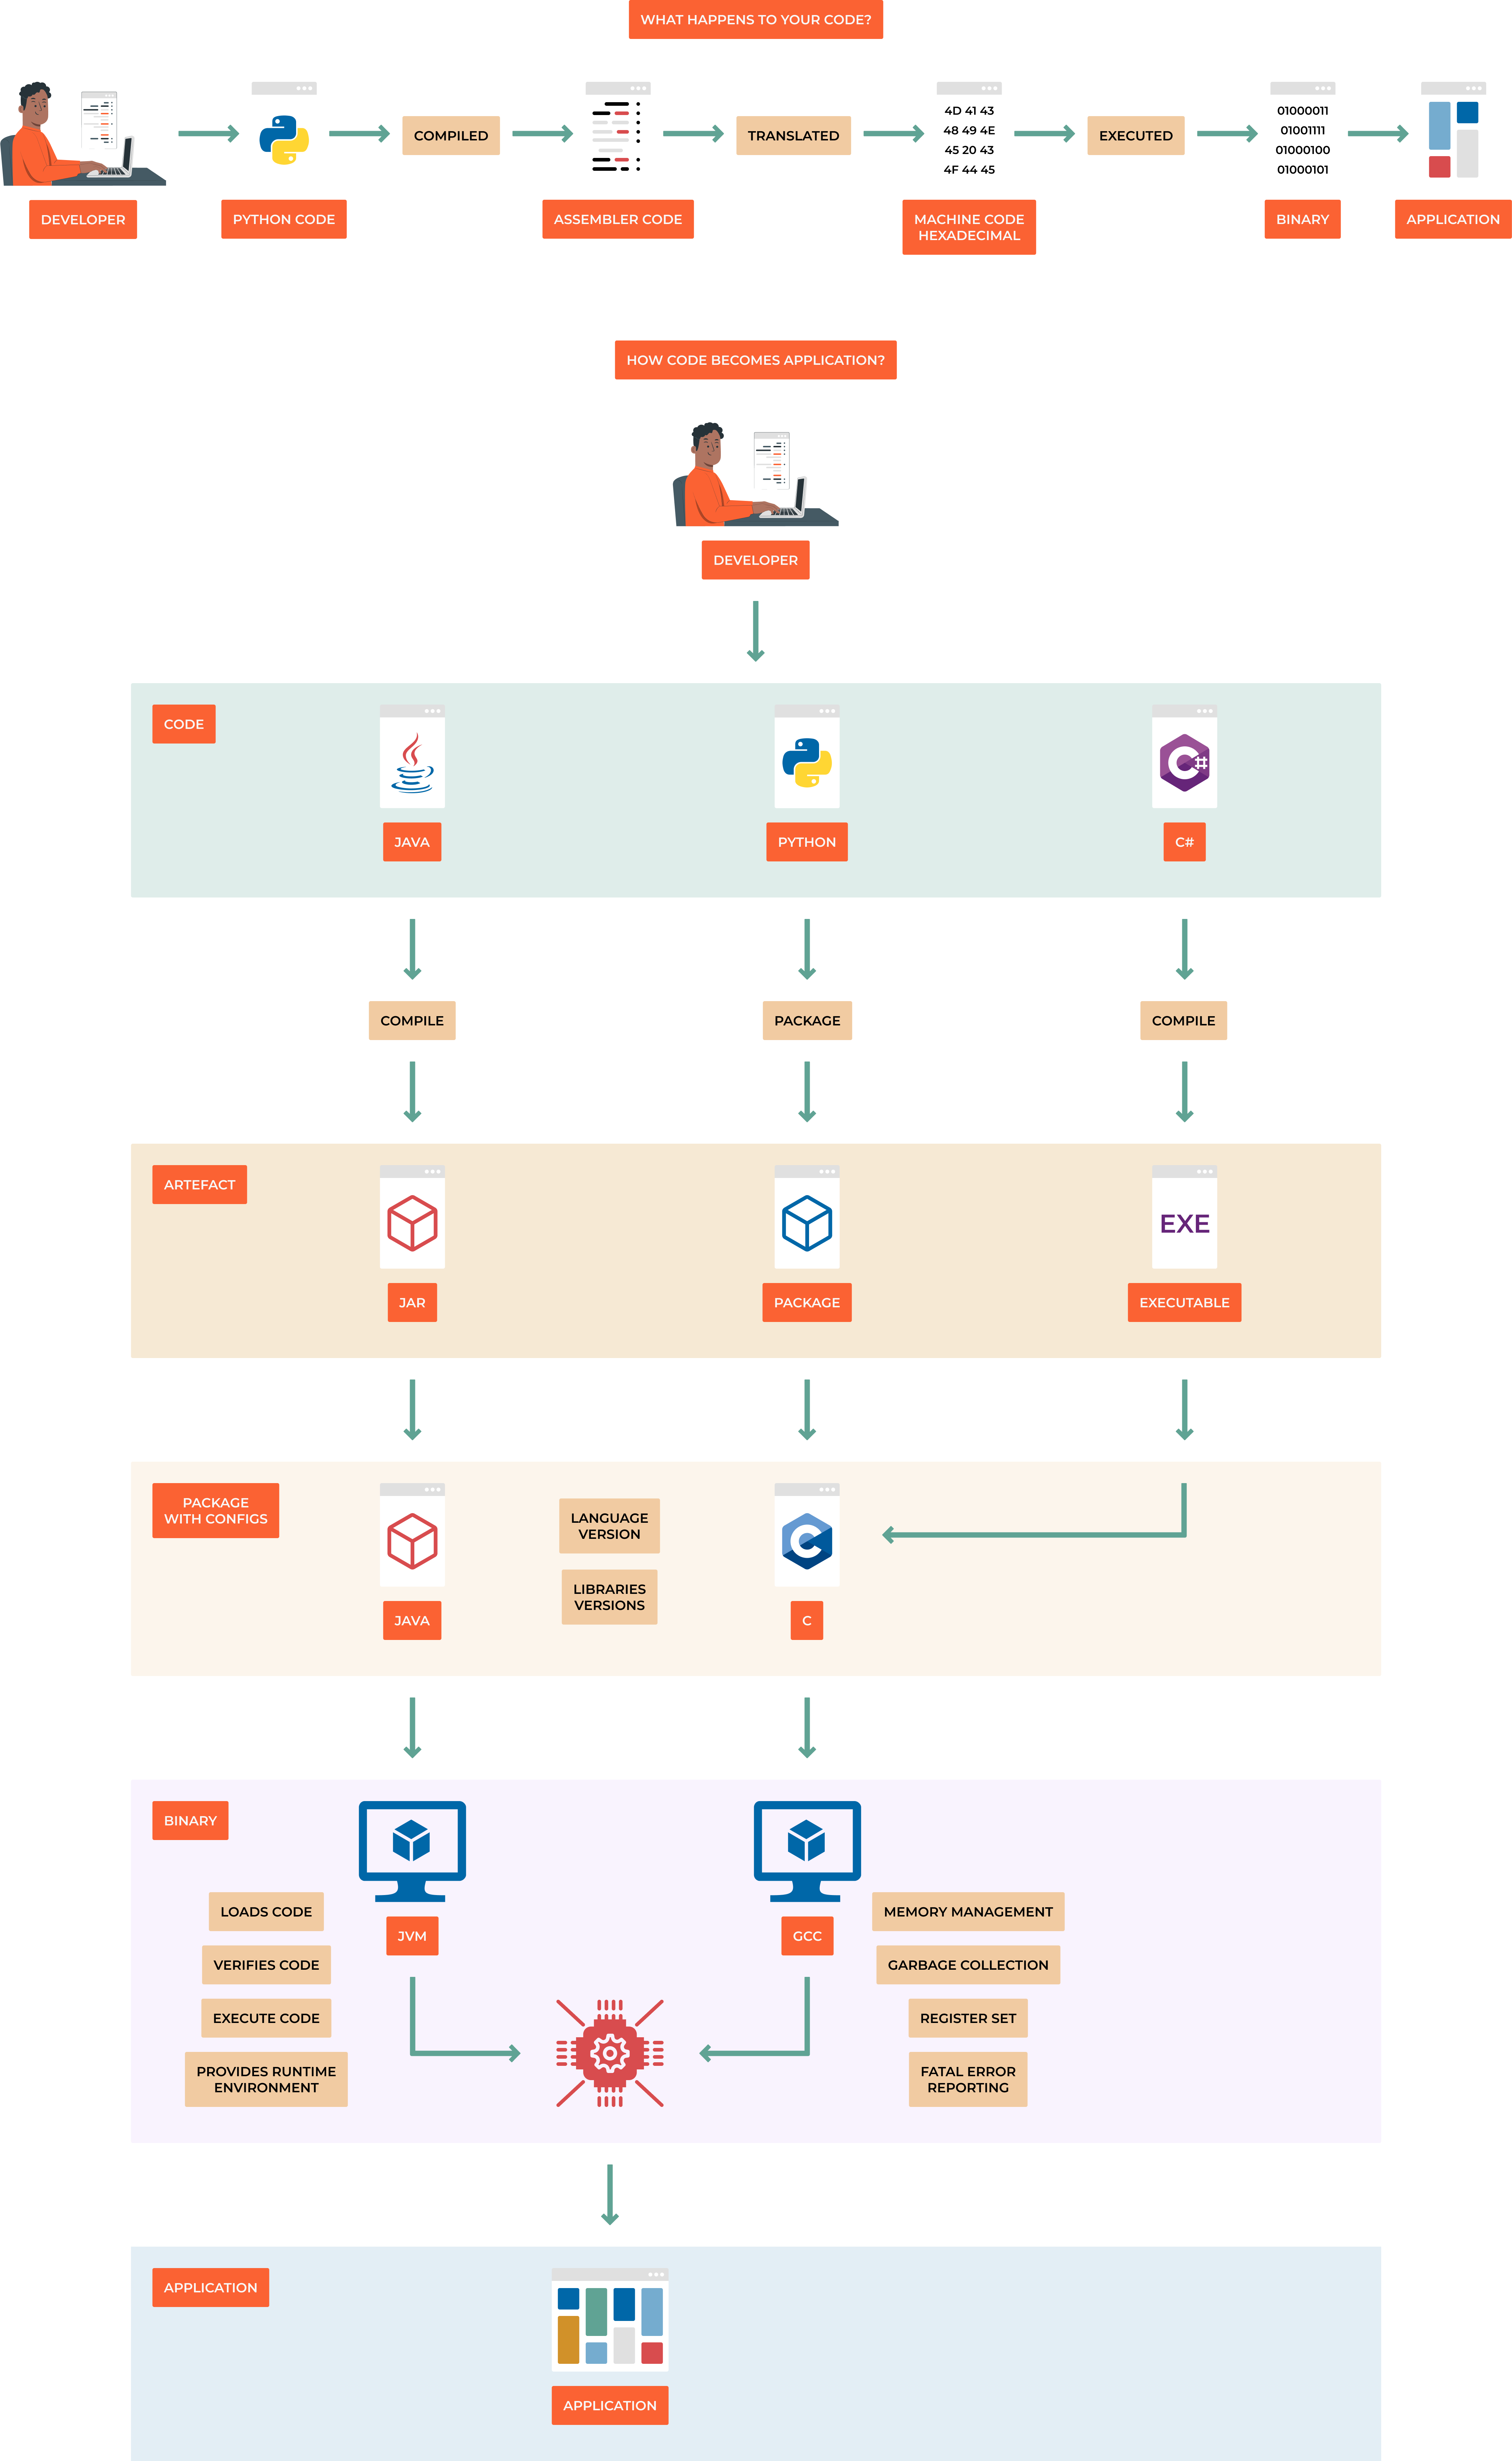 WHAT HAPPENS TO YOUR CODE?
COMPILED
TRANSLATED
4D 41 43
48 49 4E
45 20 43
4F 44 45
EXECUTED
01000011
01001111
01000100
01000101
DEVELOPER
PYTHON CODE
ASSEMBLER CODE
MACHINE CODE
HEXADECIMAL
BINARY
APPLICATION
HOW CODE BECOMES APPLICATION?
DEVELOPER
CODE
JAVA
PYTHON
C#
COMPILE
PACKAGE
COMPILE
ARTEFACT
EXE
JAR
PACKAGE
EXECUTABLE
PACKAGE
WITH CONFIGS
LANGUAGE
VERSION
LIBRARIES
VERSIONS
JAVA
C
BINARY
LOADS CODE
VERIFIES CODE
EXECUTE CODE
PROVIDES RUNTIME
ENVIRONMENT
JVM
GCC
MEMORY MANAGEMENT
GARBAGE COLLECTION
REGISTER SET
FATAL ERROR
REPORTING
APPLICATION
APPLICATION